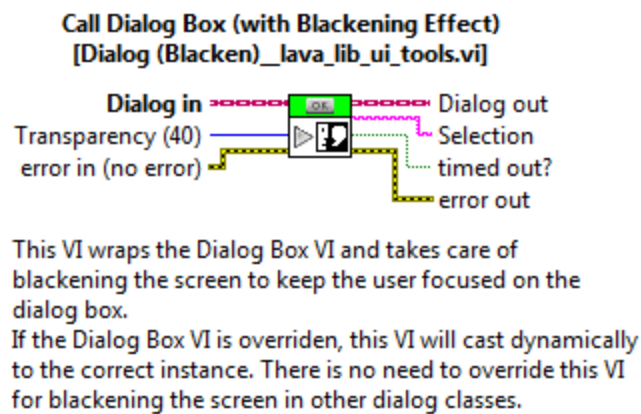 Call Dialog Box (with Blackening Effect)
[Dialog (Blacken)__lava_lib_ui_tools.vi]
Dialog in
Dialog out
OK
Transparency (40)
Selection
error in (no error)
timed out?
error out
This VI wraps the Dialog Box VI and takes care of
blackening the screen to keep the user focused on the
dialog box.
If the Dialog Box VI is overriden, this VI will cast dynamically
to the correct instance. There is no need to override this VI
for blackening the screen in other dialog classes.